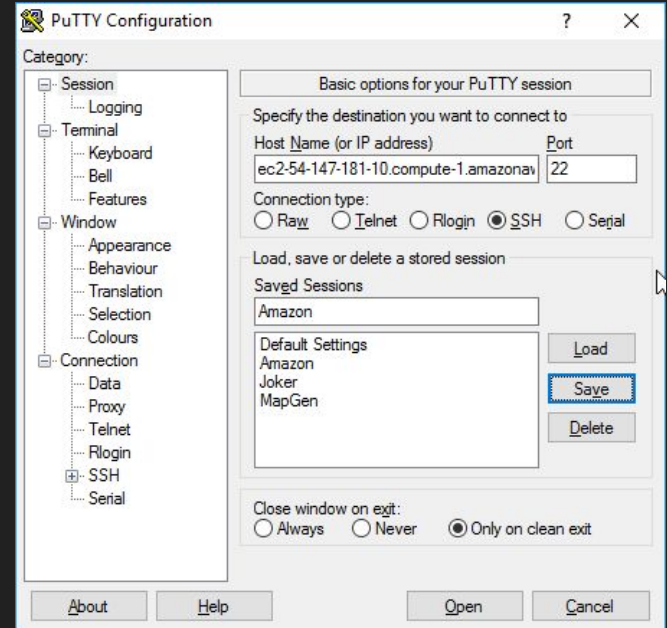 PuTTY Configuration ?
Category:
Session
Logging
Terminal
Keyboard
Bell
Features
Window
Appearance
Behaviour
Translation
Selection
Colours
Connection
Data
Proxy
Telnet
Rlogin
SSH
Serial
Basic options for your PuTTY session
Specify the destination you want to connect to
Host Name (or IP address) Port
ec2-54-147-181-10.compute-1.amazonaw 22
Connection type:
Raw Telnet Rlogin SSH Serial
Load, save or delete a stored session
Saved Sessions
Amazon
Default Settings
Amazon
Joker
MapGen
Load
Save
Delete
Close window on exit:
Always Never Only on clean exit
About Help Open Cancel